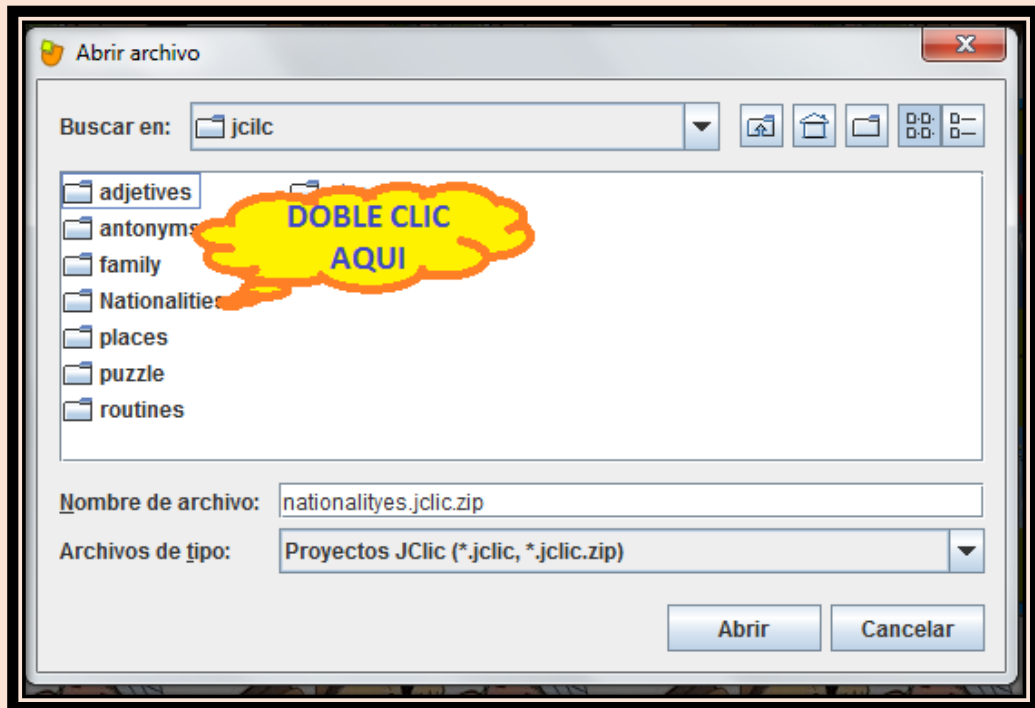 Abrir archivo
Buscar en: jcilc
adjetives
antonyms
family
Nationalities
places
puzzle
routines
DOBLE CLIC
AQUI
Nombre de archivo: nationalityes.jclic.zip
Archivos de tipo: Proyectos JClic (*.jclic, *.jclic.zip)
Abrir Cancelar